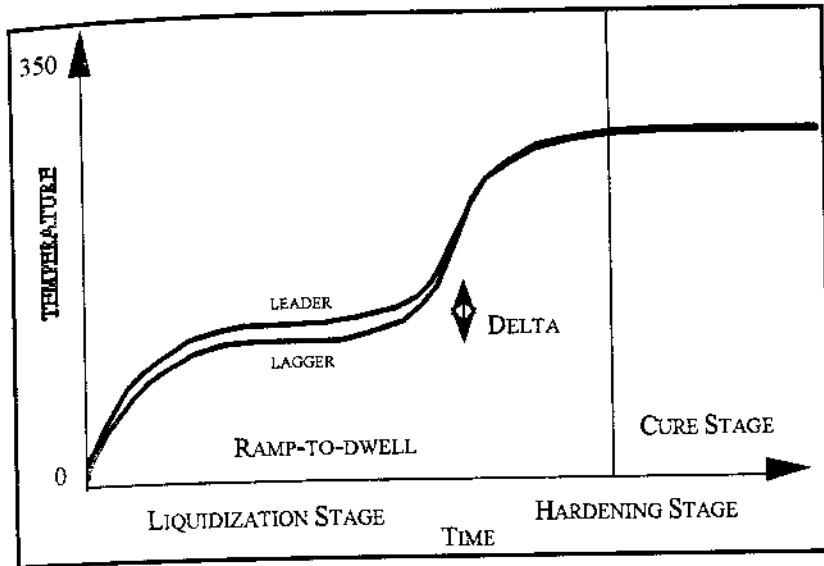 350
TEMPERATURE
LEADER
DELTA
LAGGER
CURE STAGE
RAMP-TO-DWELL
0
LIQUIDIZATION STAGE
HARDENING STAGE
TIME